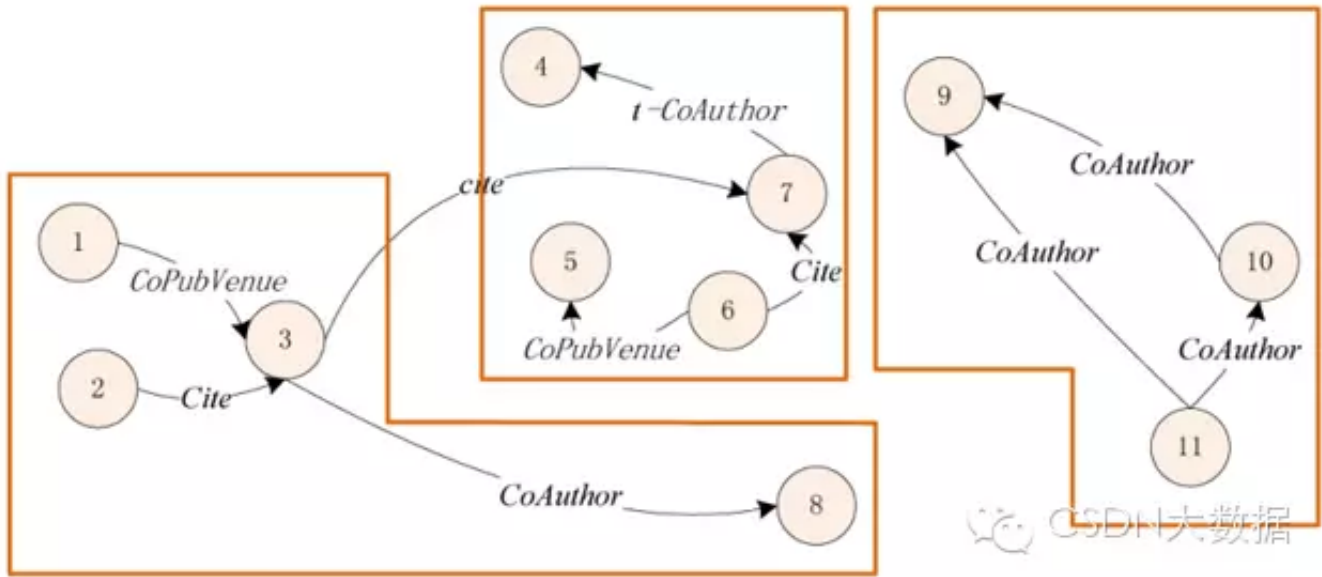 4
t-CoAuthor
9
CoAuthor
cite
7
1
CoPubVenue
5
Cite
6
CoAuthor
10
3
CoPubVenue
CoAuthor
2
Cite
11
CoAuthor
8
CSDN大数据